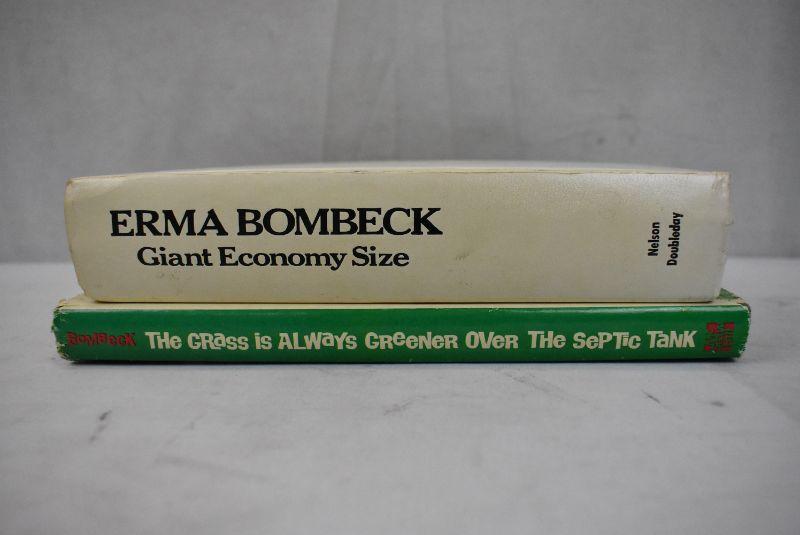 ERMA BOMBECK
Giant Economy Size
Nelson
Doubleday
BOMBECK THE GRASS iS ALWAYS GREENER OVER THE SePTiC TANK